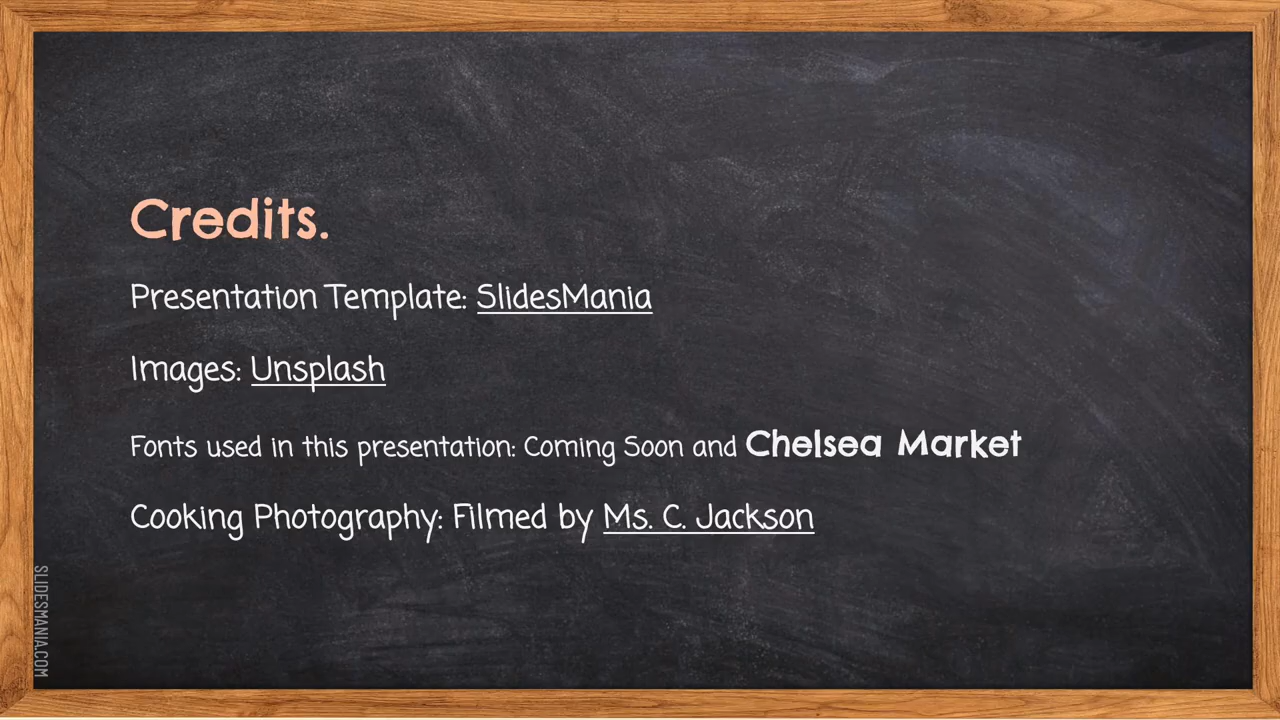 Credits.
Presentation Template: SlidesMania
Images: Unsplash
Fonts used in this presentation: Coming Soon and Chelsea Market
Cooking Photography: Filmed by Ms. C. Jackson
SLIDESMANIA.COM